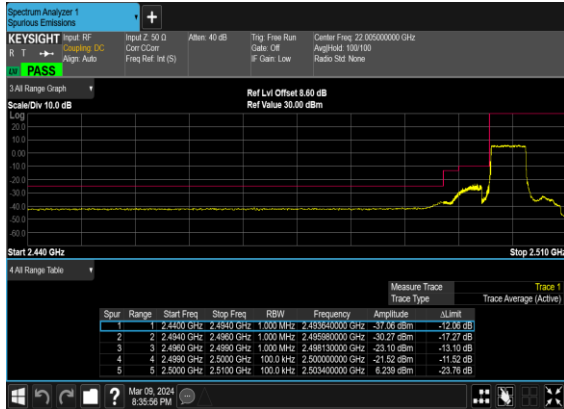 Spectrum Analyzer 1
Spurious Emissions
+
KEYSIGHT Input: RF Input Z: 50 Ω Atten: 40 dB Trig: Free Run Center Freq: 22.005000000 GHz
R T Coupling: DC Corr CCorr Gate: Off Avg|Hold: 100/100
Align: Auto Freq Ref: Int (S) IF Gain: Low Radio Std: None
PASS
3 All Range Graph
Ref Lvl Offset 8.60 dB
Scale/Div 10.0 dB Ref Value 30.00 dBm
Log
20.0
10.0
0.00
-10.0
-20.0
-30.0
-40.0
-50.0
-60.0
Start 2.440 GHz Stop 2.510 GHz
4 All Range Table
Measure Trace Trace 1
Trace Type Trace Average (Active)
Spur Range Start Freq Stop Freq RBW Frequency Amplitude ΔLimit
1 1 2.4400 GHz 2.4940 GHz 1.000 MHz 2.493640000 GHz -37.06 dBm -12.06 dB
2 2 2.4940 GHz 2.4960 GHz 1.000 MHz 2.495980000 GHz -30.27 dBm -17.27 dB
3 3 2.4960 GHz 2.4990 GHz 1.000 MHz 2.498130000 GHz -23.10 dBm -13.10 dB
4 4 2.4990 GHz 2.5000 GHz 100.0 kHz 2.500000000 GHz -21.52 dBm -11.52 dB
5 5 2.5000 GHz 2.5100 GHz 100.0 kHz 2.503400000 GHz 6.239 dBm -23.76 dB
?
Mar 09, 2024
8:35:56 PM